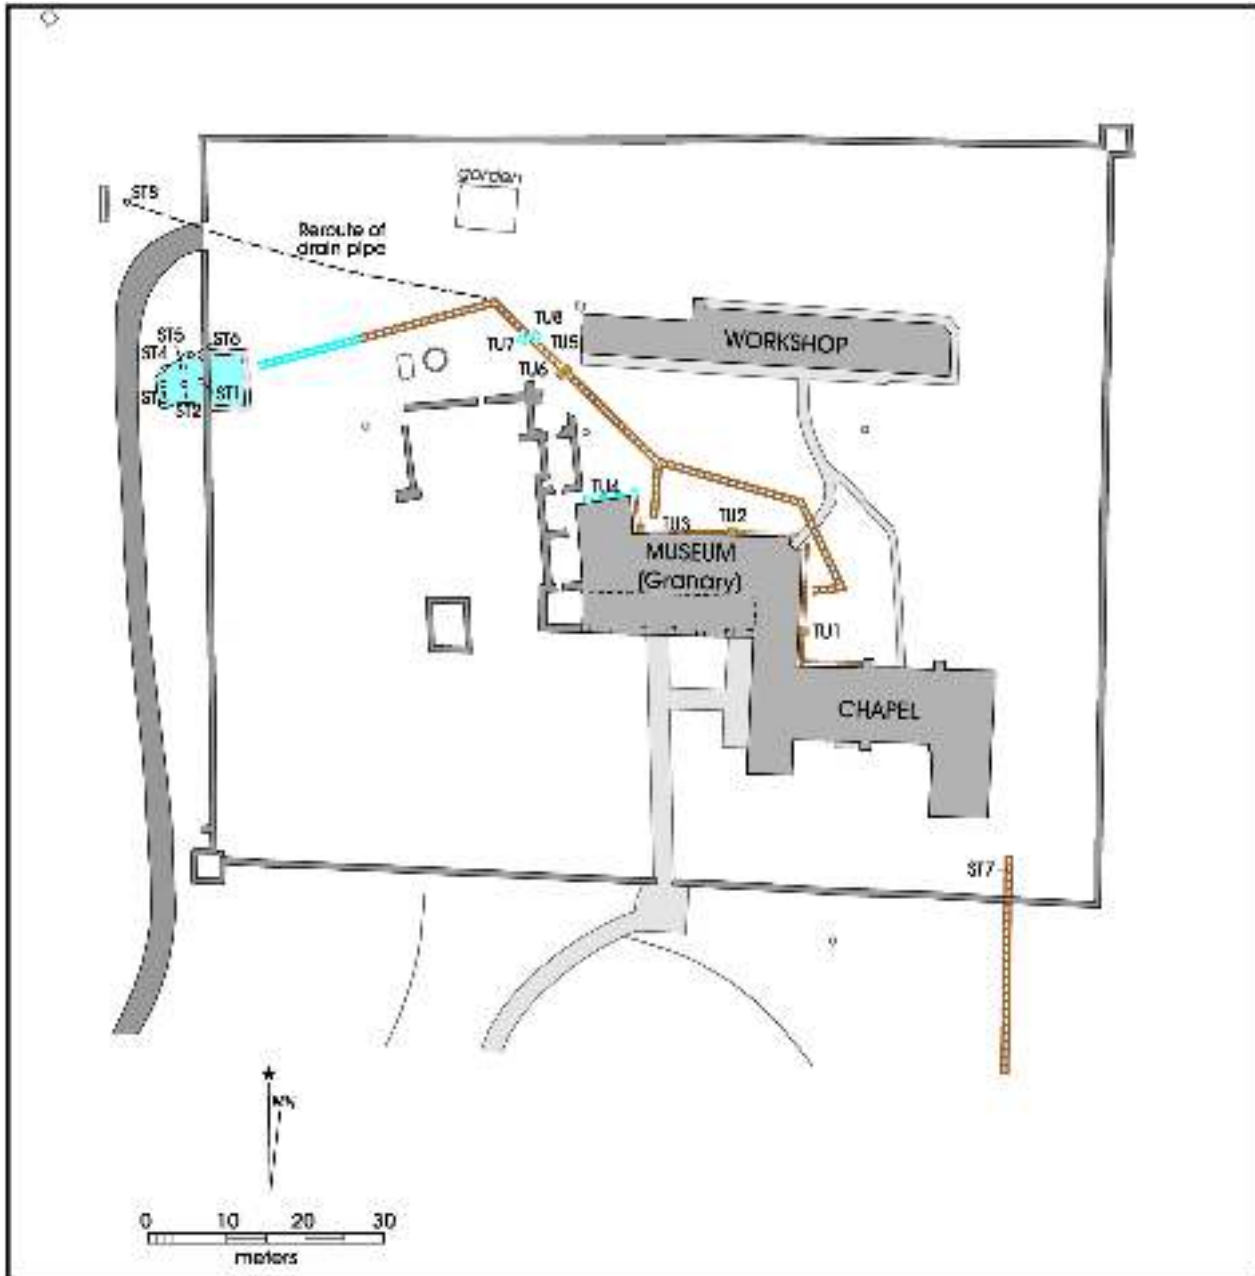 garden
ST8
Reroute of
drain pipe
TU8
ST5
ST6
TU7
TU5
WORKSHOP
ST4
TU6
ST1
ST2
TU4
TU3
TU2
MUSEUM
(Granary)
TU1
CHAPEL
ST7
MN
0 10 20 30
meters